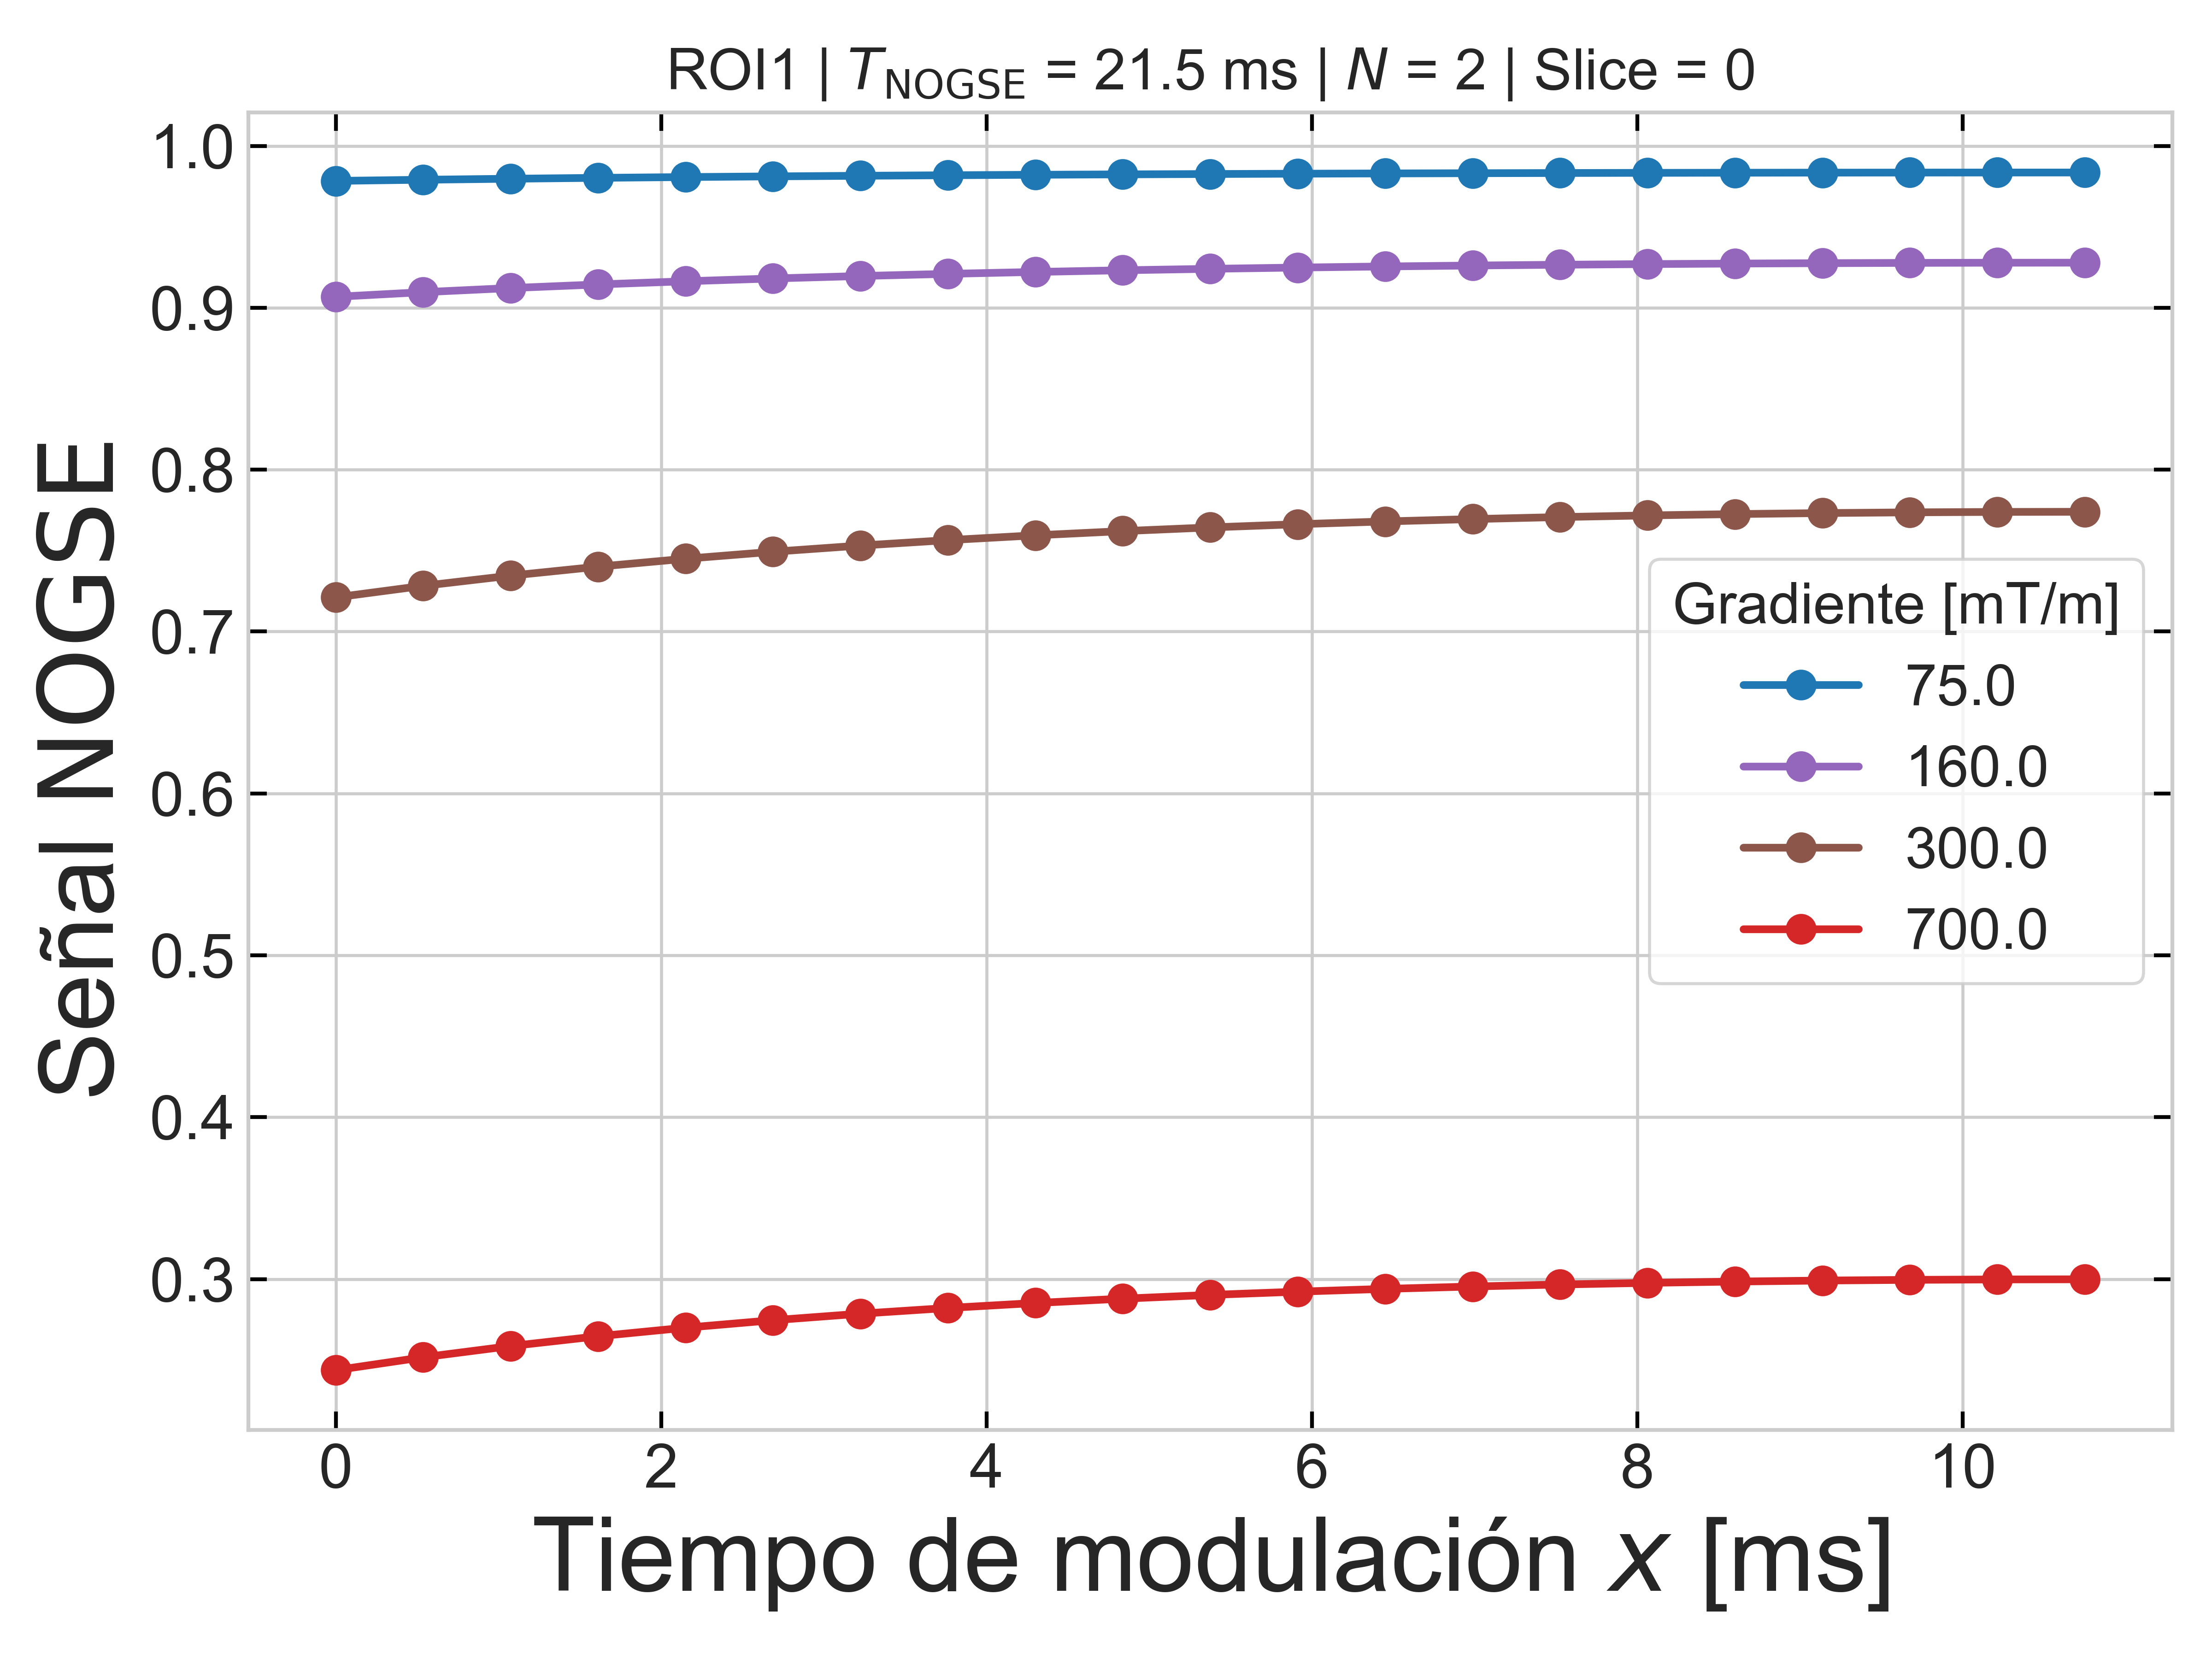 ROI1 | T_NOGSE = 21.5 ms | N = 2 | Slice = 0
Señal NOGSE
1.0
0.9
0.8
0.7
0.6
0.5
0.4
0.3
Gradiente [mT/m]
75.0
160.0
300.0
700.0
0 2 4 6 8 10
Tiempo de modulación x [ms]